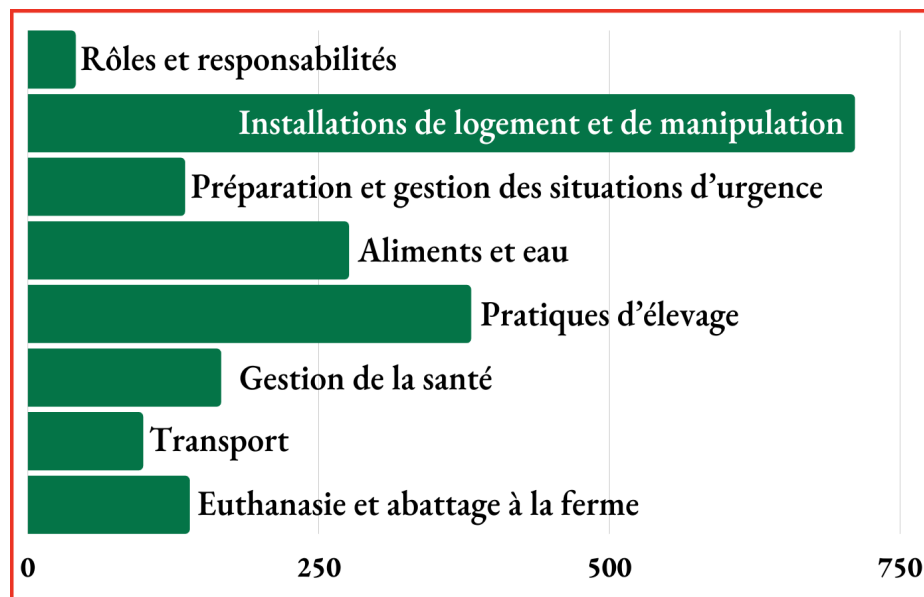 Rôles et responsabilités
Installations de logement et de manipulation
Préparation et gestion des situations d’urgence
Aliments et eau
Pratiques d’élevage
Gestion de la santé
Transport
Euthanasie et abattage à la ferme
0 250 500 750